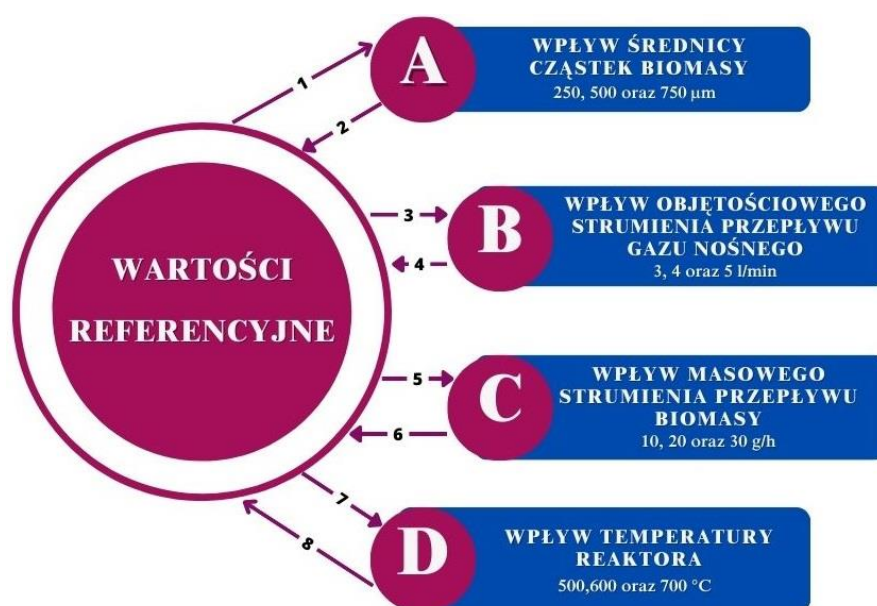 1
A
WPŁYW ŚREDNICY
CZĄSTEK BIOMASY
250, 500 oraz 750 μm
2
WARTOŚCI
REFERENCYJNE
3
B
WPŁYW OBJĘTOŚCIOWEGO
STRUMIENIA PRZEPŁYWU
GAZU NOŚNEGO
3, 4 oraz 5 l/min
4
5
C
WPŁYW MASOWEGO
STRUMIENIA PRZEPŁYWU
BIOMASY
10, 20 oraz 30 g/h
6
7
D
WPŁYW TEMPERATURY
REAKTORA
500,600 oraz 700 °C
8